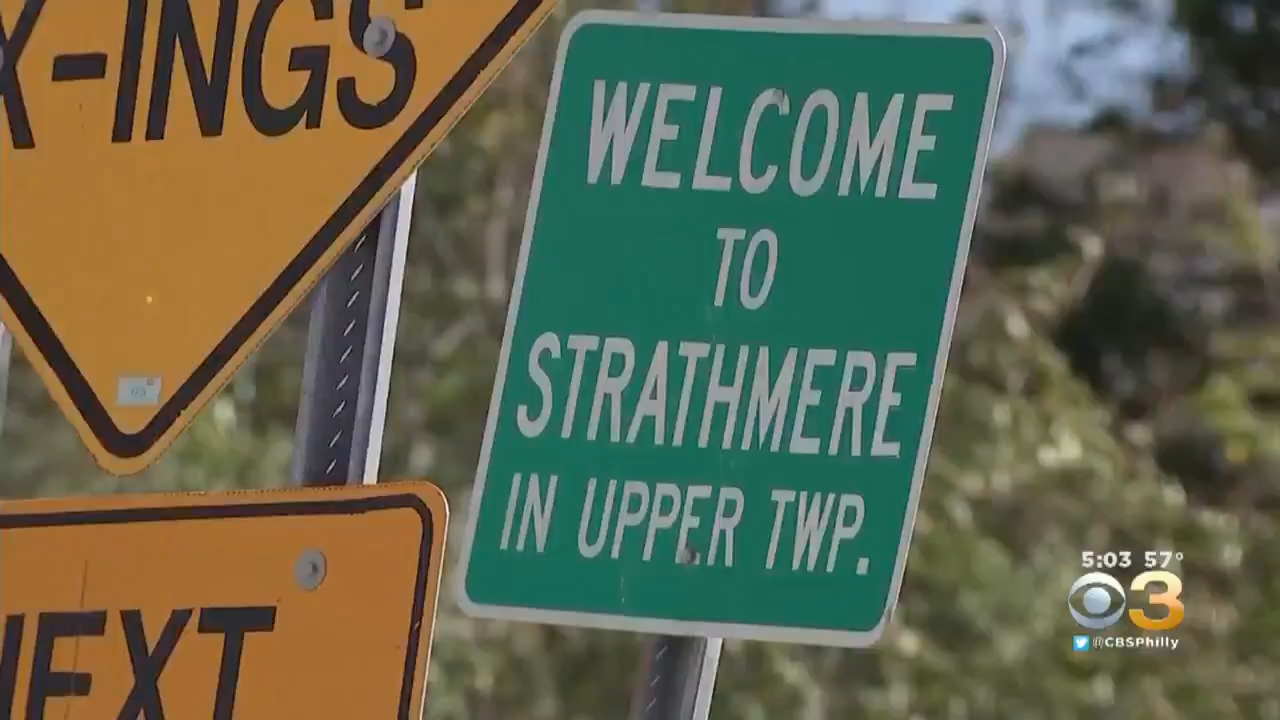 X-INGS
WELCOME
TO
STRATHMERE
IN UPPER TWP.
NEXT
5:03 57°
3
@CBSPhilly